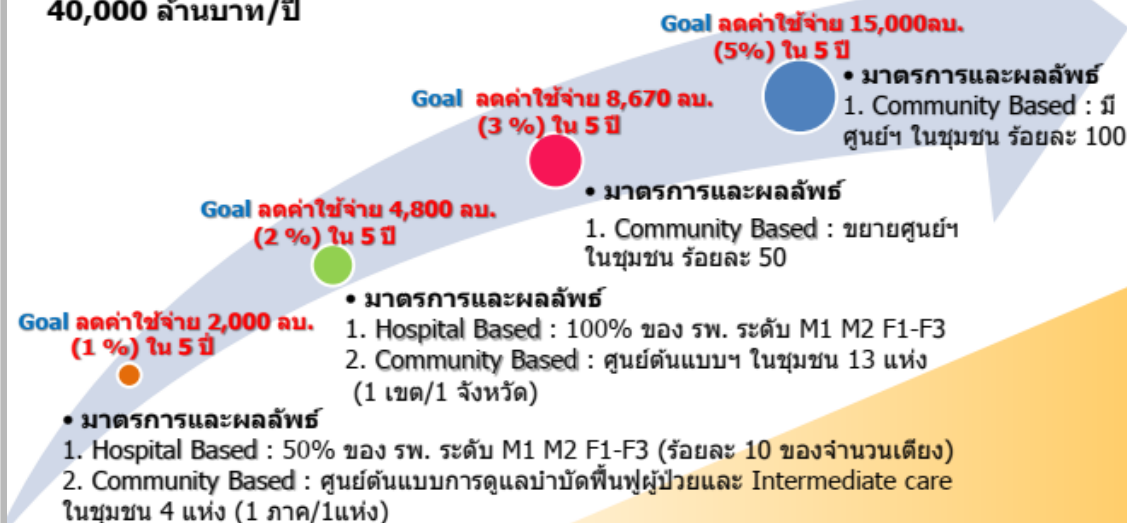 40,000 ล้านบาท/ปี
Goal ลดค่าใช้จ่าย 15,000ลบ.
(5%) ใน 5 ปี
• มาตรการและผลลัพธ์
1. Community Based : มี
ศูนย์ฯ ในชุมชน ร้อยละ 100
Goal ลดค่าใช้จ่าย 8,670 ลบ.
(3 %) ใน 5 ปี
• มาตรการและผลลัพธ์
1. Community Based : ขยายศูนย์ฯ
ในชุมชน ร้อยละ 50
Goal ลดค่าใช้จ่าย 4,800 ลบ.
(2 %) ใน 5 ปี
• มาตรการและผลลัพธ์
1. Hospital Based : 100% ของ รพ. ระดับ M1 M2 F1-F3
2. Community Based : ศูนย์ต้นแบบฯ ในชุมชน 13 แห่ง
(1 เขต/1 จังหวัด)
Goal ลดค่าใช้จ่าย 2,000 ลบ.
(1 %) ใน 5 ปี
• มาตรการและผลลัพธ์
1. Hospital Based : 50% ของ รพ. ระดับ M1 M2 F1-F3 (ร้อยละ 10 ของจำนวนเตียง)
2. Community Based : ศูนย์ต้นแบบการดูแลบำบัดฟื้นฟูผู้ป่วยและ Intermediate care
ในชุมชน 4 แห่ง (1 ภาค/1แห่ง)